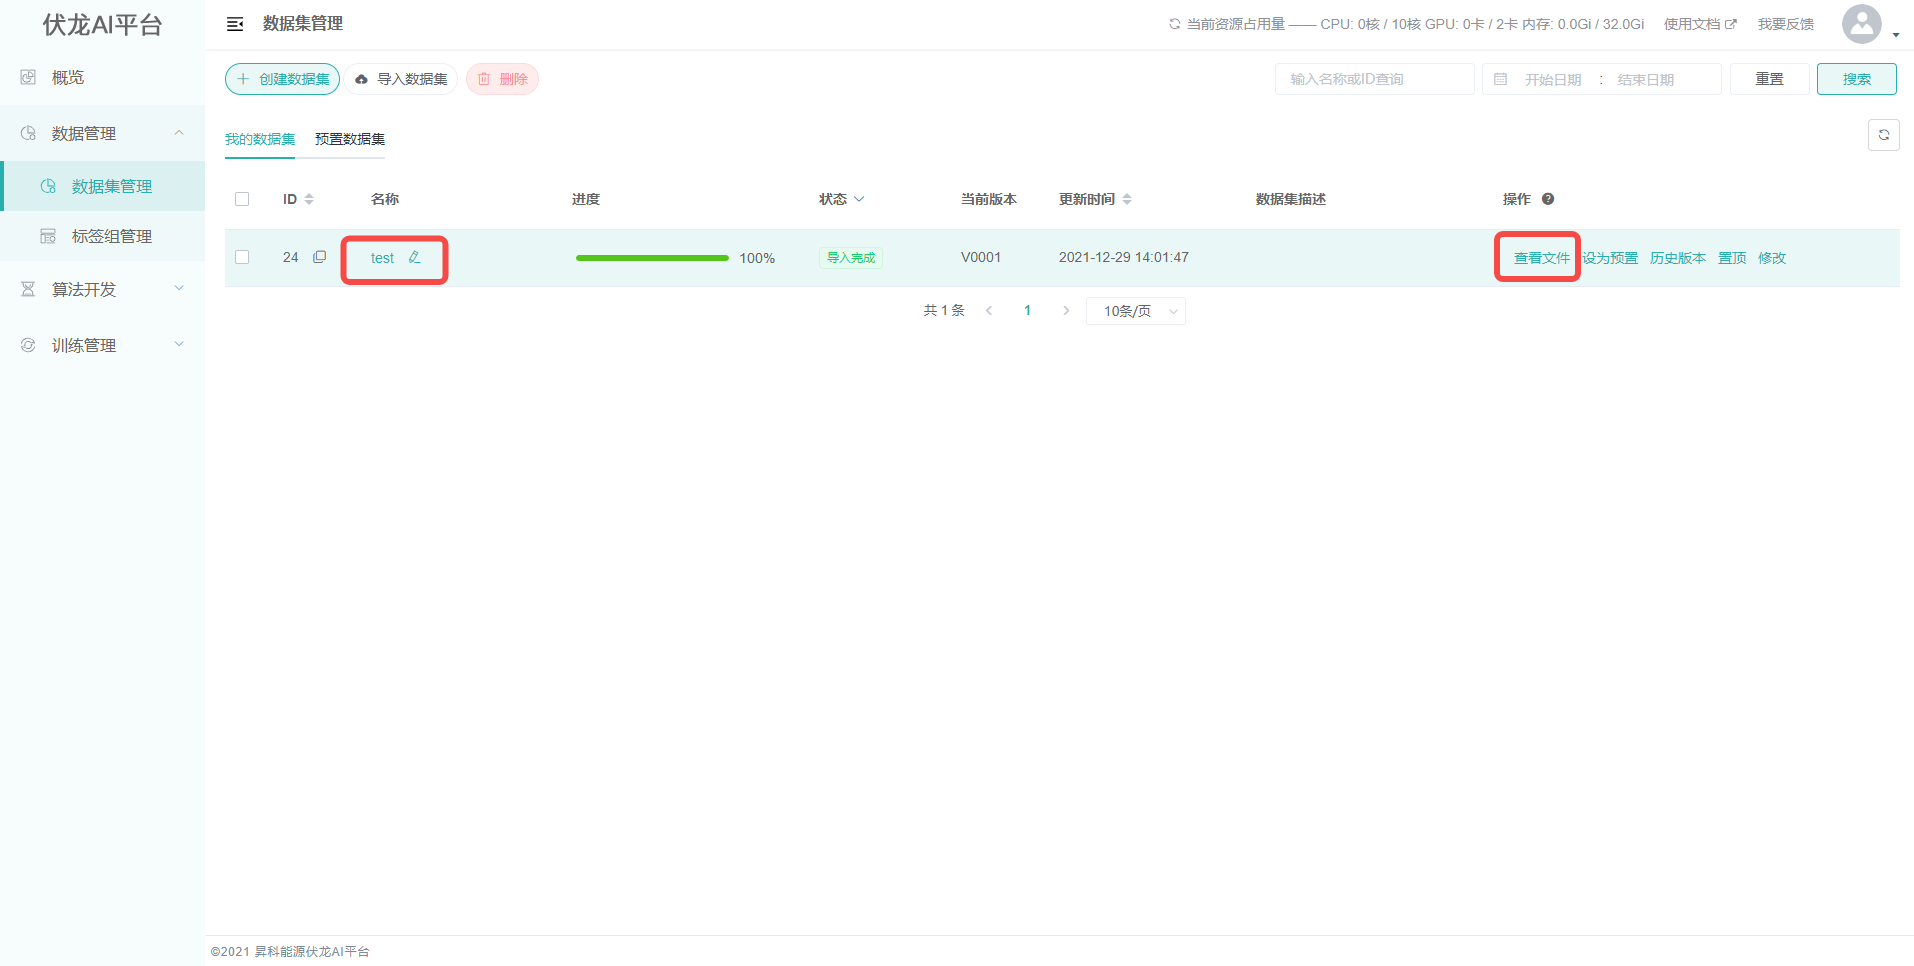 伏龙AI平台
数据集管理
当前资源占用量 —— CPU: 0核 / 10核 GPU: 0卡 / 2卡 内存: 0.0Gi / 32.0Gi
使用文档
我要反馈
概览
数据管理
数据集管理
标签组管理
算法开发
训练管理
创建数据集
导入数据集
删除
输入名称或ID查询
开始日期 : 结束日期
重置
搜索
我的数据集
预置数据集
ID 名称 进度 状态 当前版本 更新时间 数据集描述 操作
24 test 100% 导入完成 V0001 2021-12-29 14:01:47 查看文件 设为预置 历史版本 置顶 修改
共 1 条 1 10条/页
©2021 昇科能源伏龙AI平台